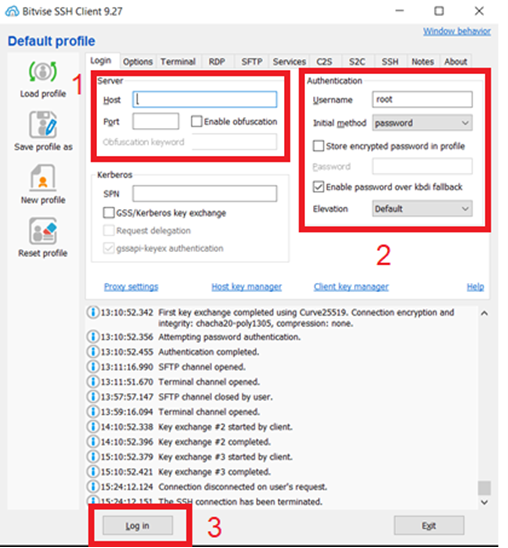 Bitvise SSH Client 9.27
Window behavior
Default profile
Login Options Terminal RDP SFTP Services C2S S2C SSH Notes About
1
Load profile
Save profile as
New profile
Reset profile
Server
Host
Port Enable obfuscation
Obfuscation keyword
Kerberos
SPN
GSS/Kerberos key exchange
Request delegation
gssapi-keyex authentication
Authentication
Username root
Initial method password
Store encrypted password in profile
Password
Enable password over kbdi fallback
Elevation Default
2
Proxy settings Host key manager Client key manager Help
13:10:52.342 First key exchange completed using Curve25519. Connection encryption and
integrity: chacha20-poly1305, compression: none.
13:10:52.356 Attempting password authentication.
13:10:52.455 Authentication completed.
13:11:16.990 SFTP channel opened.
13:11:51.670 Terminal channel opened.
13:57:57.147 SFTP channel closed by user.
13:59:16.094 Terminal channel opened.
14:10:52.338 Key exchange #2 started by client.
14:10:52.396 Key exchange #2 completed.
15:10:52.379 Key exchange #3 started by client.
15:10:52.421 Key exchange #3 completed.
15:24:12.124 Connection disconnected on user's request.
15:24:12.151 The SSH connection has been terminated.
Log in 3 Exit